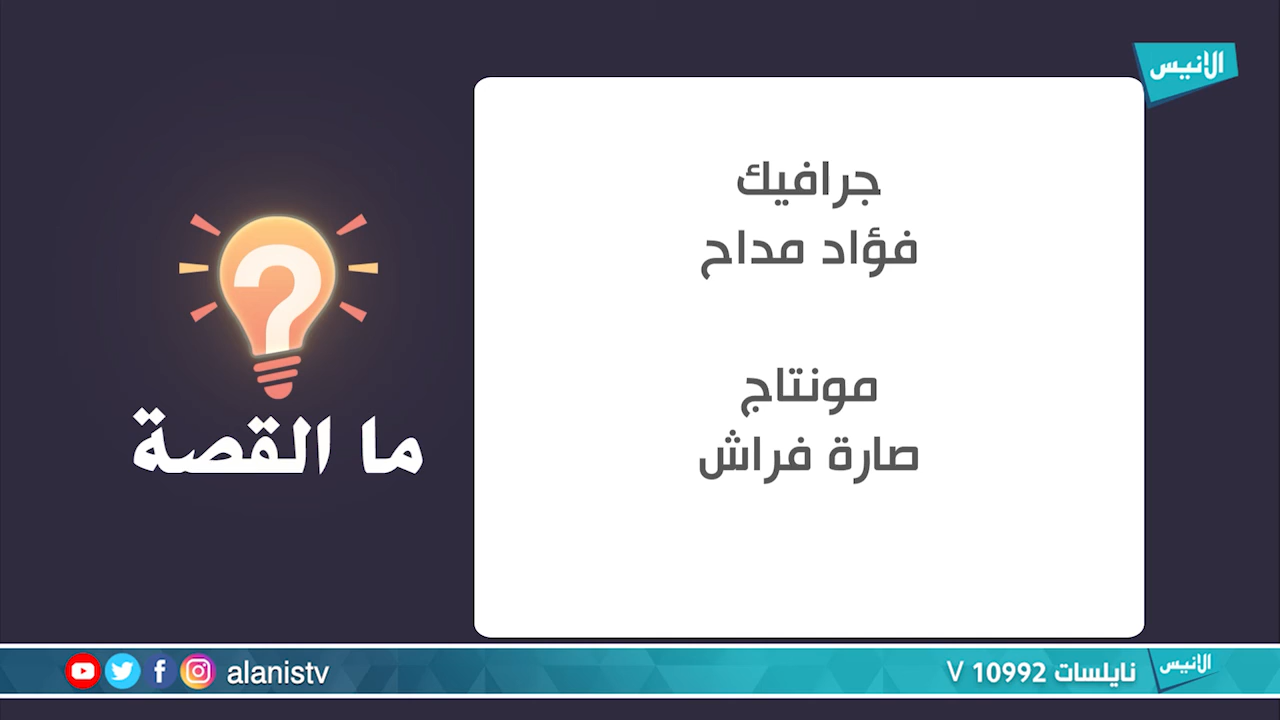 الانيس
جرافيك
فؤاد مداح
مونتاج
صارة فراش
?
ما القصة
alanistv
نايلسات 10992 V
الانيس